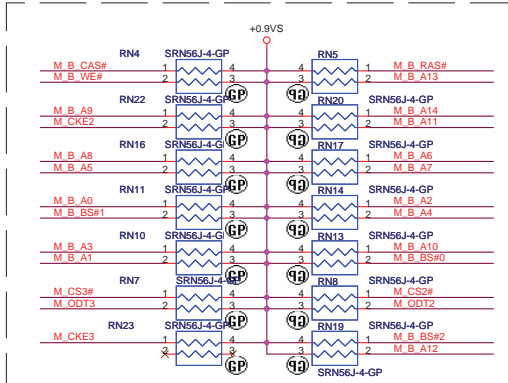 +0.9VS
RN4 SRN56J-4-GP RN5
M_B_CAS# 1 4 4 1 M_B_RAS#
M_B_WE# 2 3 3 2 M_B_A13
GP GP
RN22 SRN56J-4-GP RN20 SRN56J-4-GP
M_B_A9 1 4 4 1 M_B_A14
M_CKE2 2 3 3 2 M_B_A11
GP GP
RN16 SRN56J-4-G RN17 SRN56J-4-GP
M_B_A8 1 4 4 1 M_B_A6
M_B_A5 2 3 3 2 M_B_A7
GP GP
RN11 SRN56J-4-GP RN14 SRN56J-4-GP
M_B_A0 1 4 4 1 M_B_A2
M_B_BS#1 2 3 3 2 M_B_A4
GP GP
RN10 SRN56J-4-G RN13 SRN56J-4-GP
M_B_A3 1 4 4 1 M_B_A10
M_B_A1 2 3 3 2 M_B_BS#0
GP GP
RN7 SRN56J-4-GP RN8 SRN56J-4-GP
M_CS3# 1 4 4 1 M_CS2#
M_ODT3 2 3 3 2 M_ODT2
GP GP
RN23 SRN56J-4-GP RN19 SRN56J-4-GP
M_CKE3 1 4 4 1 M_B_BS#2
2 3 3 2 M_B_A12
GP GP
SRN56J-4-GP